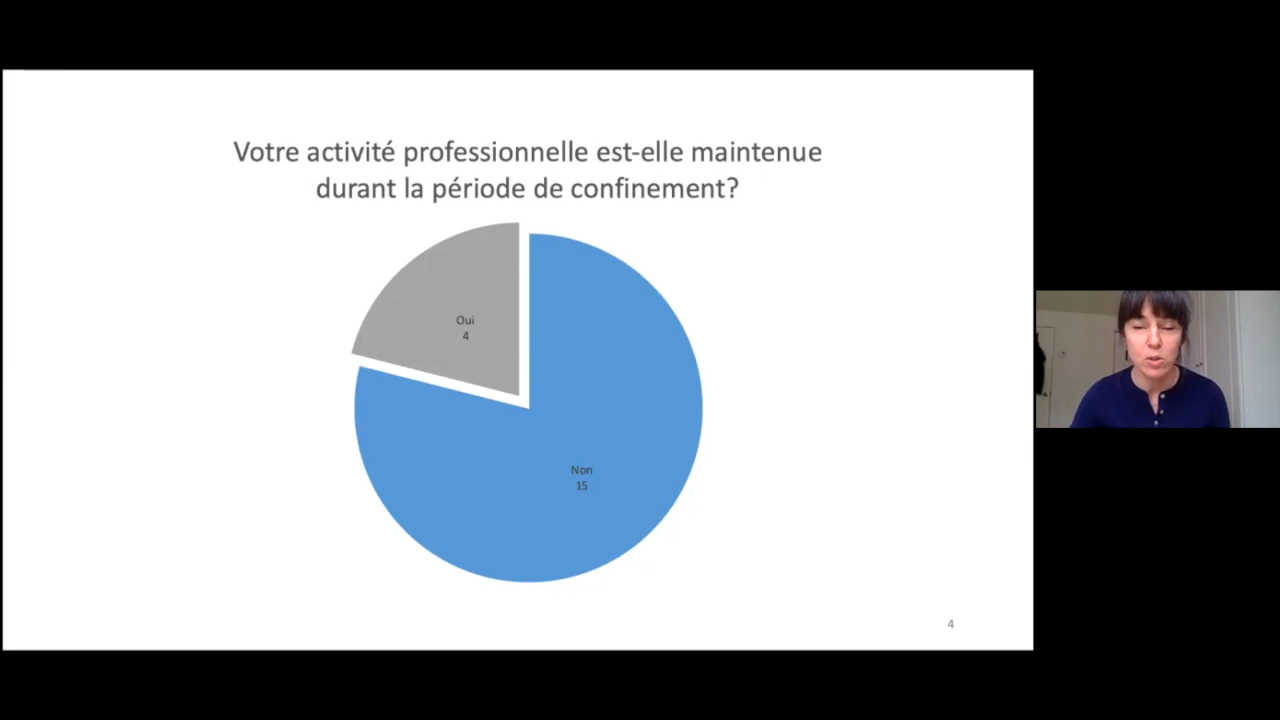 Votre activité professionnelle est-elle maintenue
durant la période de confinement?
Oui
4
Non
15
4